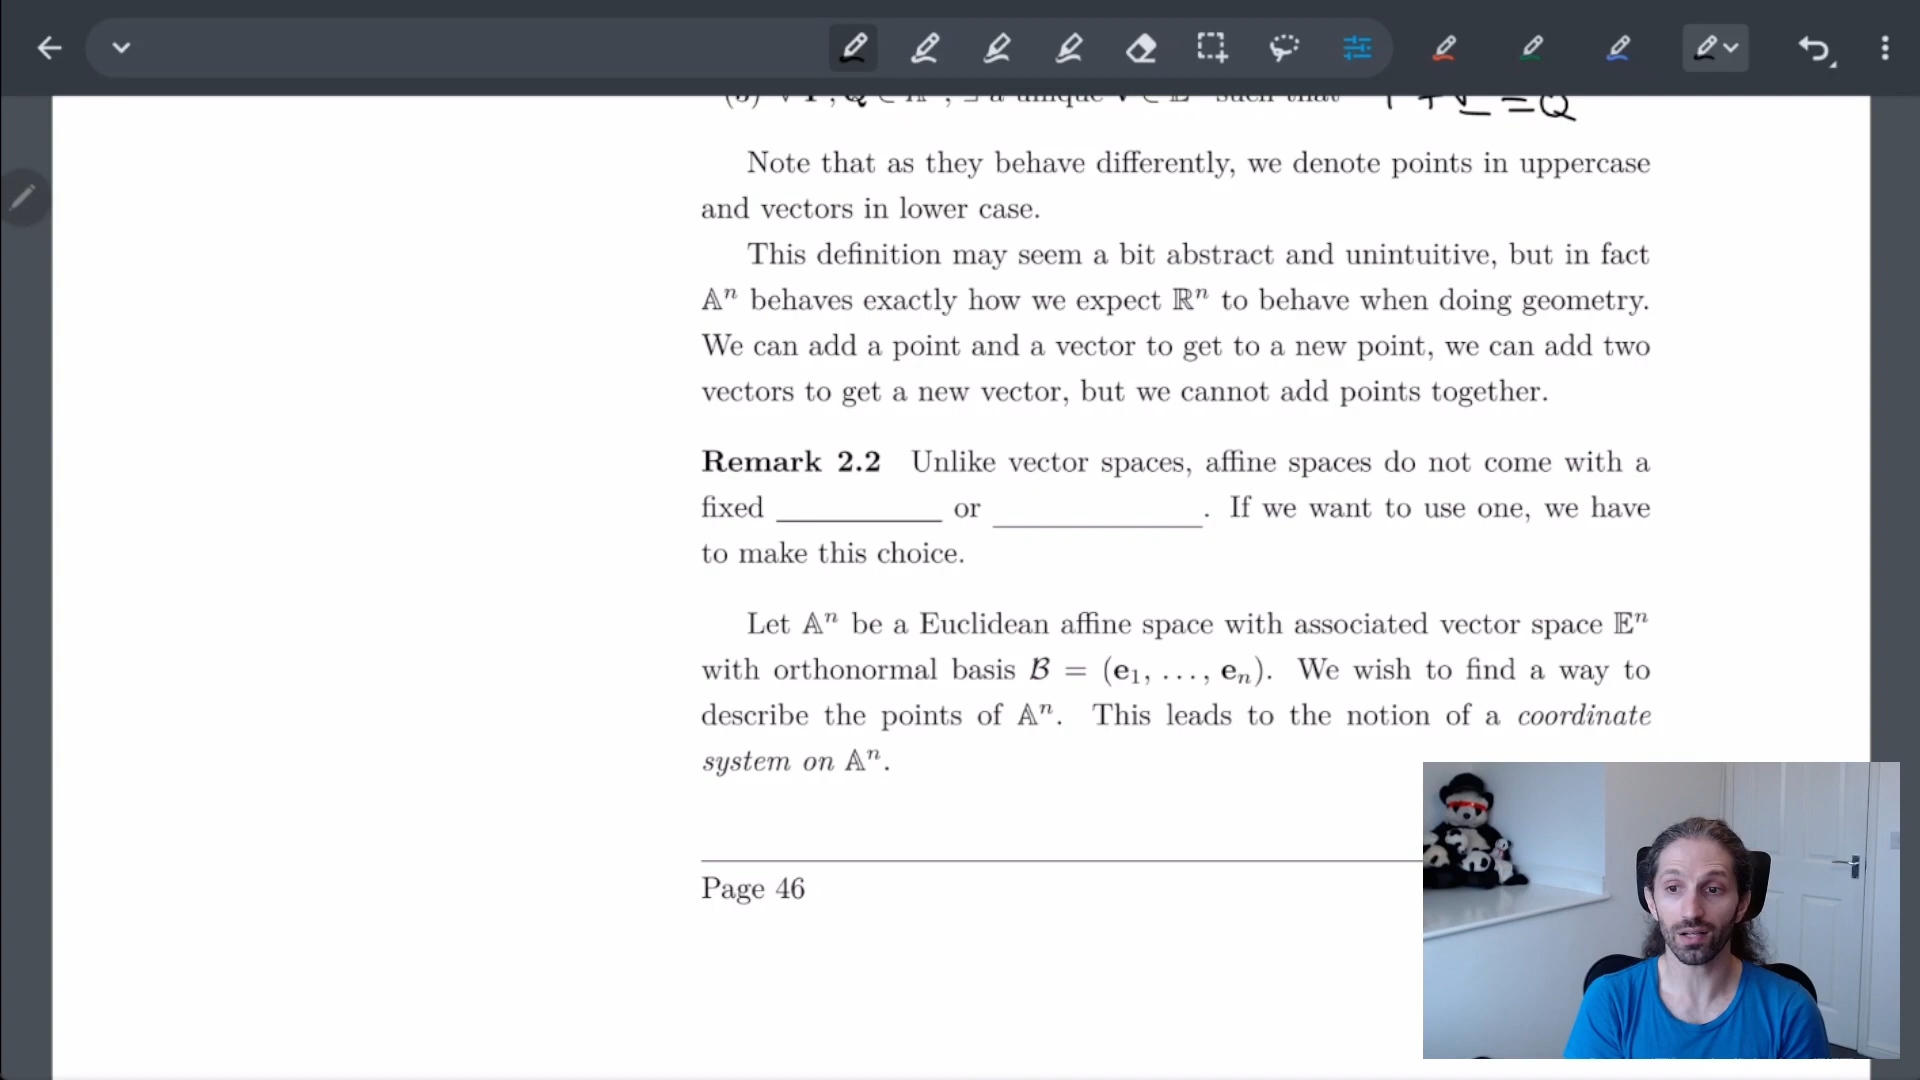 Note that as they behave differently, we denote points in uppercase
and vectors in lower case.
This definition may seem a bit abstract and unintuitive, but in fact
𝔸ⁿ behaves exactly how we expect ℝⁿ to behave when doing geometry.
We can add a point and a vector to get to a new point, we can add two
vectors to get a new vector, but we cannot add points together.
Remark 2.2 Unlike vector spaces, affine spaces do not come with a
fixed __________ or __________. If we want to use one, we have
to make this choice.
Let 𝔸ⁿ be a Euclidean affine space with associated vector space 𝔼ⁿ
with orthonormal basis ℬ = (e₁, ..., eₙ). We wish to find a way to
describe the points of 𝔸ⁿ. This leads to the notion of a coordinate
system on 𝔸ⁿ.
Page 46